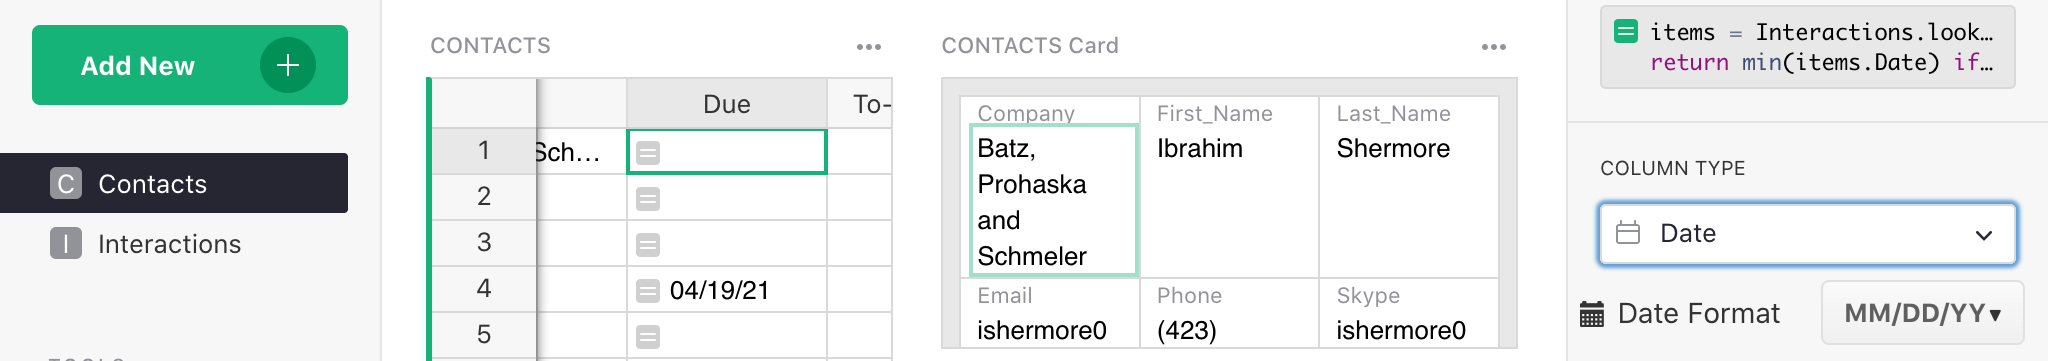 Add New
Contacts
Interactions
CONTACTS
Due
To-
1
Sch…
2
3
4
04/19/21
5
CONTACTS Card
Company
First_Name
Last_Name
Batz,
Prohaska
and
Schmeler
Ibrahim
Shermore
Email
Phone
Skype
ishermore0
(423)
ishermore0
items = Interactions.look…
return min(items.Date) if…
COLUMN TYPE
Date
Date Format
MM/DD/YY